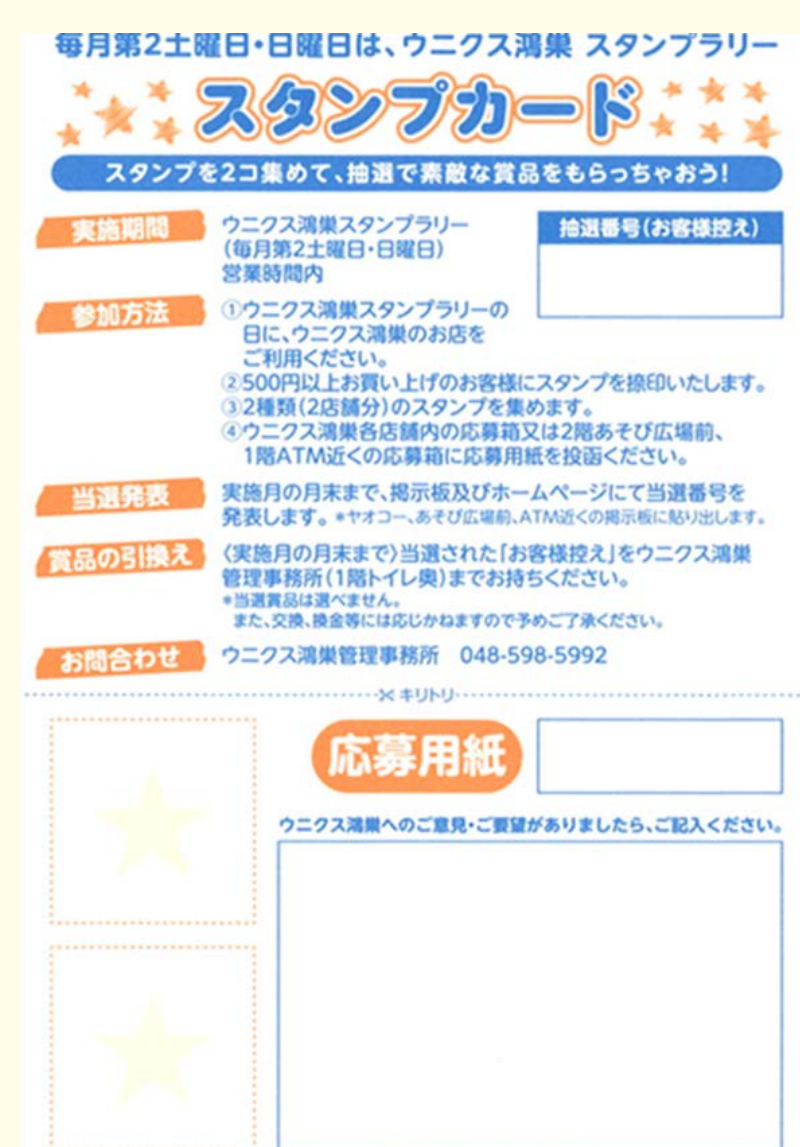 毎月第2土曜日・日曜日は、ウニクス鴻巣 スタンプラリー
スタンプカード
スタンプを2コ集めて、抽選で素敵な賞品をもらっちゃおう!
実施期間
ウニクス鴻巣スタンプラリー
(毎月第2土曜日・日曜日)
営業時間内
抽選番号(お客様控え)
参加方法
①ウニクス鴻巣スタンプラリーの
日に、ウニクス鴻巣のお店を
ご利用ください。
②500円以上お買い上げのお客様にスタンプを捺印いたします。
③2種類(2店舗分)のスタンプを集めます。
④ウニクス鴻巣各店舗内の応募箱又は2階あそび広場前、
1階ATM近くの応募箱に応募用紙を投函ください。
当選発表
実施月の月末まで、掲示板及びホームページにて当選番号を
発表します。*ヤオコー、あそび広場前、ATM近くの掲示板に貼り出します。
賞品の引換え
〈実施月の月末まで〉当選された「お客様控え」をウニクス鴻巣
管理事務所(1階トイレ奥)までお持ちください。
*当選賞品は選べません。
また、交換、換金等には応じかねますので予めご了承ください。
お問合わせ
ウニクス鴻巣管理事務所 048-598-5992
キリトリ
応募用紙
ウニクス鴻巣へのご意見・ご要望がありましたら、ご記入ください。